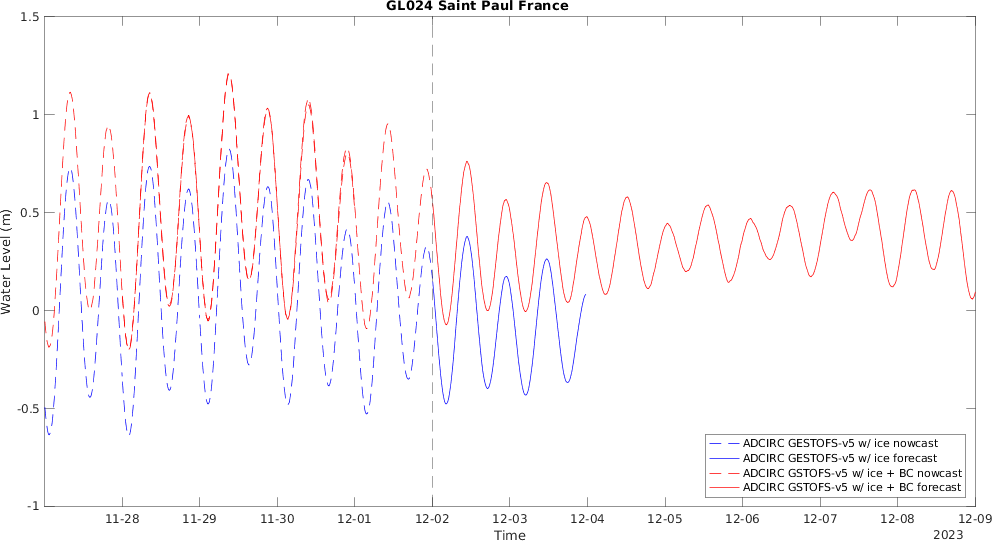 GL024 Saint Paul France
1.5
1
0.5
0
-0.5
-1
Water Level (m)
ADCIRC GESTOFS-v5 w/ ice nowcast
ADCIRC GESTOFS-v5 w/ ice forecast
ADCIRC GSTOFS-v5 w/ ice + BC nowcast
ADCIRC GSTOFS-v5 w/ ice + BC forecast
11-28 11-29 11-30 12-01 12-02 12-03 12-04 12-05 12-06 12-07 12-08 12-09
Time
2023